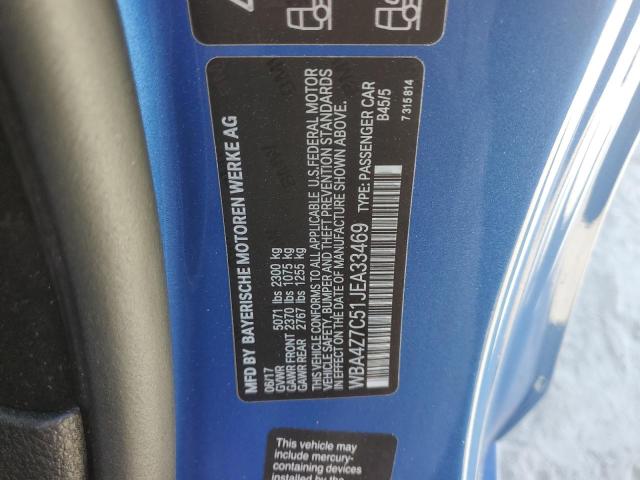 MFD BY BAYERISCHE MOTOREN WERKE AG
06/17
GVWR 5071 lbs 2300 kg
GAWR FRONT 2370 lbs 1075 kg
GAWR REAR 2767 lbs 1255 kg
THIS VEHICLE CONFORMS TO ALL APPLICABLE U.S. FEDERAL MOTOR
VEHICLE SAFETY, BUMPER AND THEFT PREVENTION STANDARDS
IN EFFECT ON THE DATE OF MANUFACTURE SHOWN ABOVE.
WBA4Z7C51JEA33469 TYPE: PASSENGER CAR
B45/5
7 315 814
This vehicle may
include mercury-
containing devices
installed by the